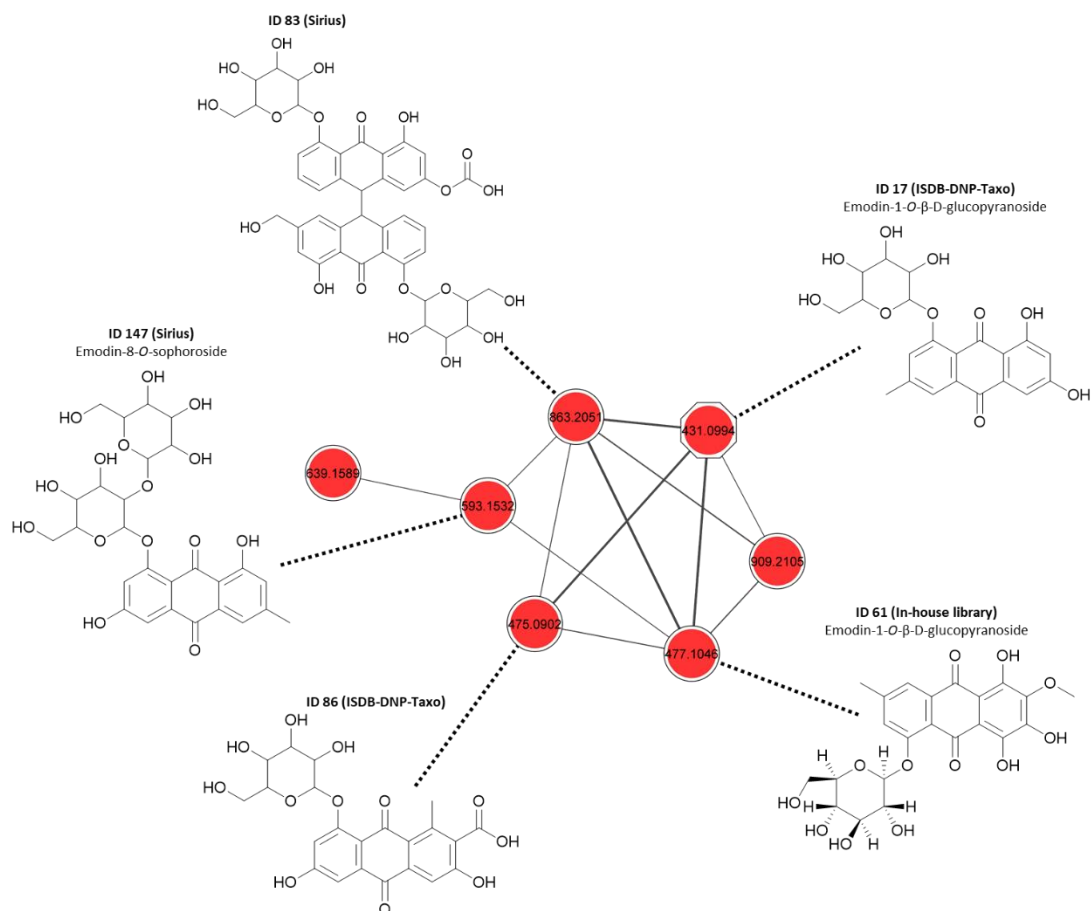 ID 83 (Sirius)
OH
HO
OH
HO
O
O
O
OH
O
O
OH
HO
OH
O
O
O
OH
HO
OH
OH
ID 17 (ISDB-DNP-Taxo)
Emodin-1-O-β-D-glucopyranoside
OH
HO
OH
HO
O
O
O
OH
O
OH
ID 147 (Sirius)
Emodin-8-O-sophoroside
OH
HO
OH
O
OH
OH
O
HO
HO
O
O
O
OH
HO
O
863.2051
431.0994
639.1589
593.1532
909.2105
475.0902
477.1046
ID 61 (In-house library)
Emodin-1-O-β-D-glucopyranoside
O
OH
O
OH
O
O
OH
H
O
H
HO
H
H
HO
H
OH
OH
ID 86 (ISDB-DNP-Taxo)
OH
HO
OH
HO
O
O
O
O
OH
HO
O
OH